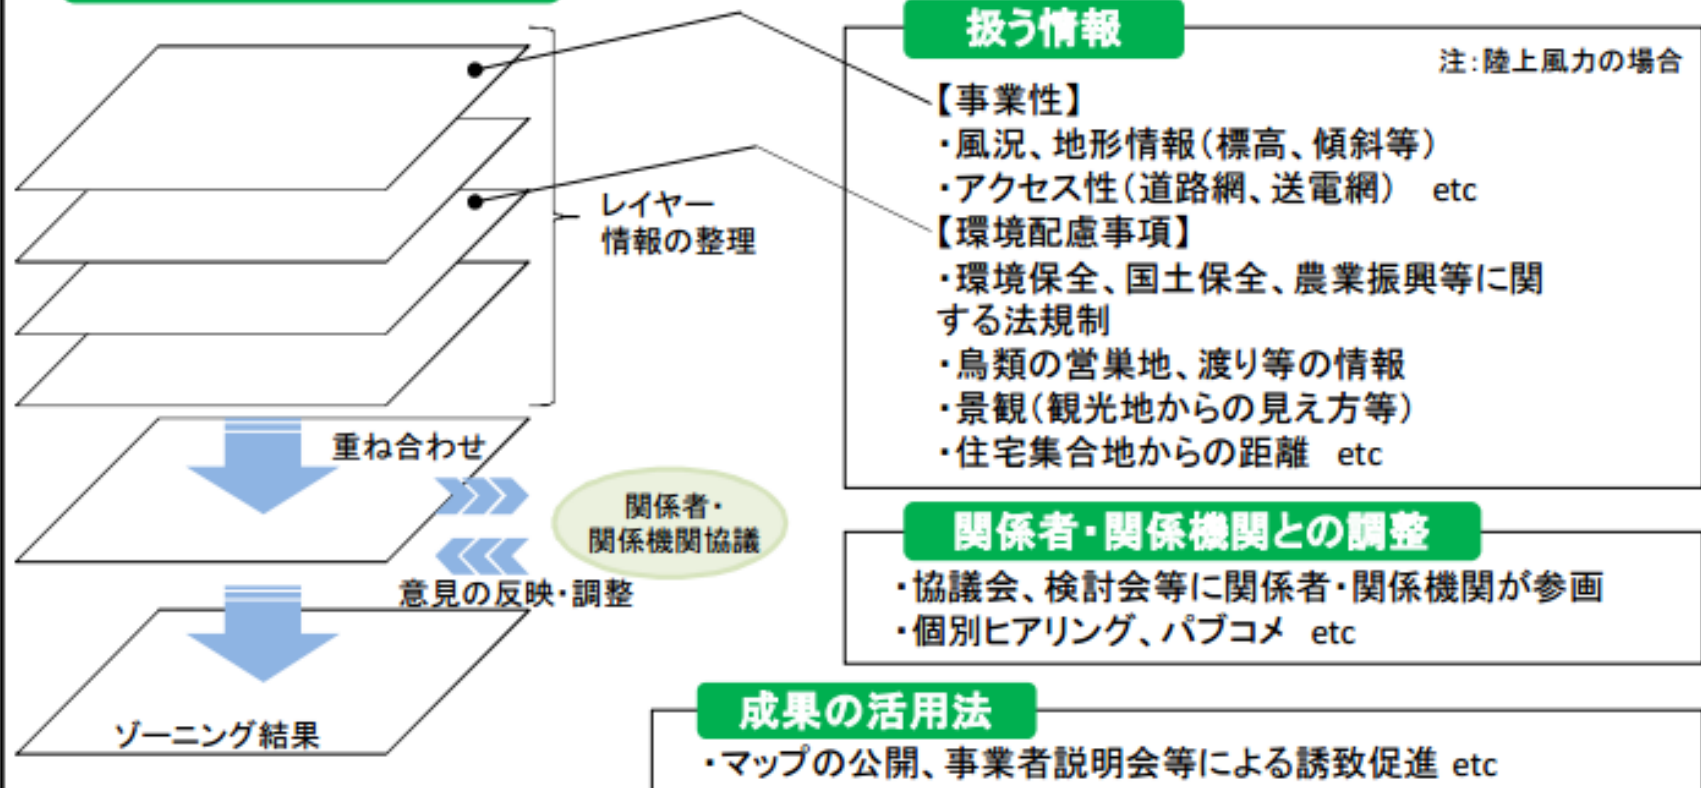 レイヤー
情報の整理
重ね合わせ
関係者・
関係機関協議
意見の反映・調整
ゾーニング結果
扱う情報
注:陸上風力の場合
【事業性】
・風況、地形情報(標高、傾斜等)
・アクセス性(道路網、送電網) etc
【環境配慮事項】
・環境保全、国土保全、農業振興等に関
する法規制
・鳥類の営巣地、渡り等の情報
・景観(観光地からの見え方等)
・住宅集合地からの距離 etc
関係者・関係機関との調整
・協議会、検討会等に関係者・関係機関が参画
・個別ヒアリング、パブコメ etc
成果の活用法
・マップの公開、事業者説明会等による誘致促進 etc